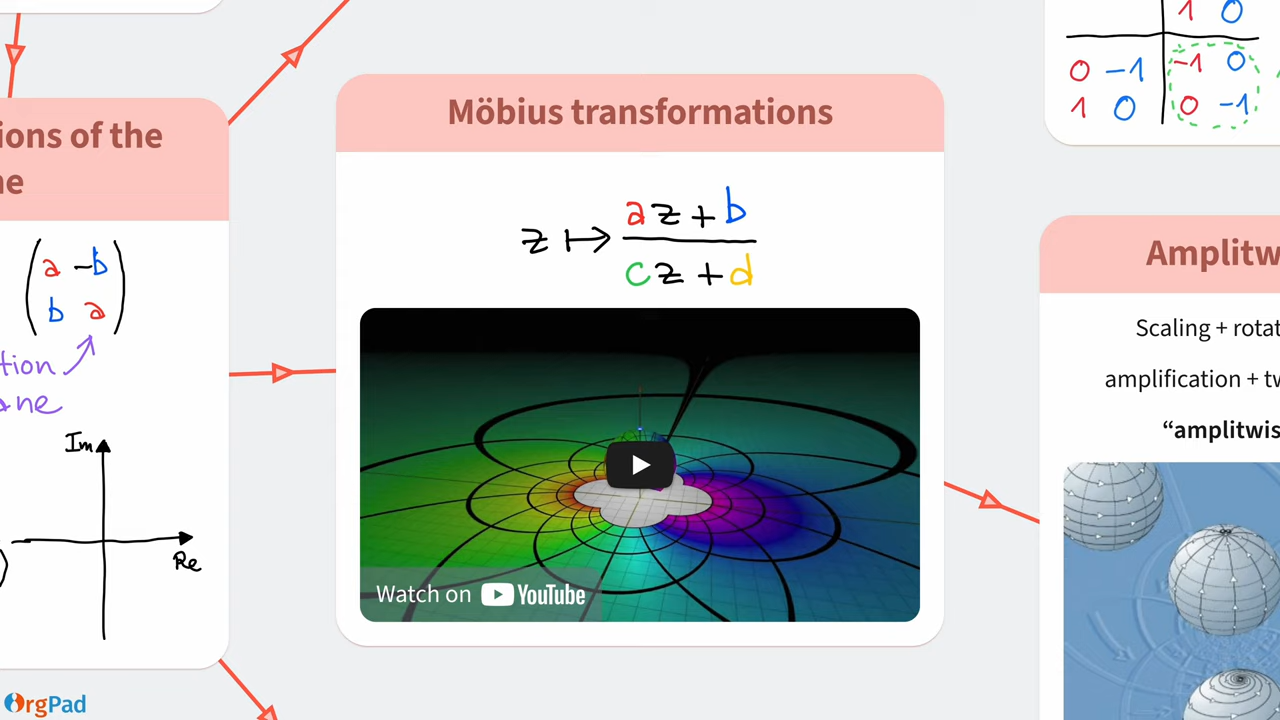 ions of the
ne
a -b
b a
tion
ane
Im
Re
OrgPad
Möbius transformations
z ↦ az + b
cz + d
Watch on YouTube
1 0
0 -1 -1 0
1 0 0 -1
Amplitw
Scaling + rotat
amplification + tw
“amplitwis